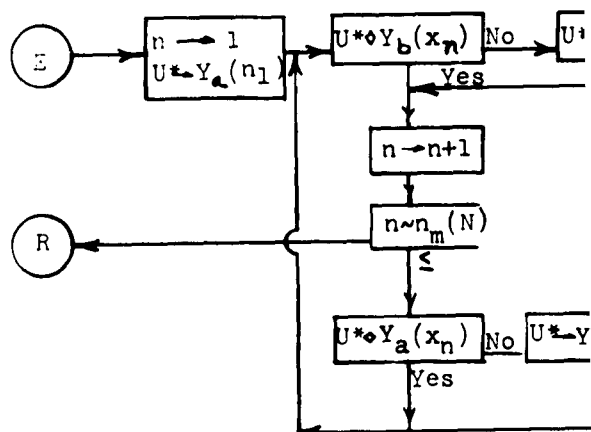 E
n → 1
U*→Y_a(n_1)
U*⋄Y_b(x_n)
No
U*
Yes
n→n+1
R
n~n_m(N)
≤
U*⋄Y_a(x_n)
No
U*→Y
Yes